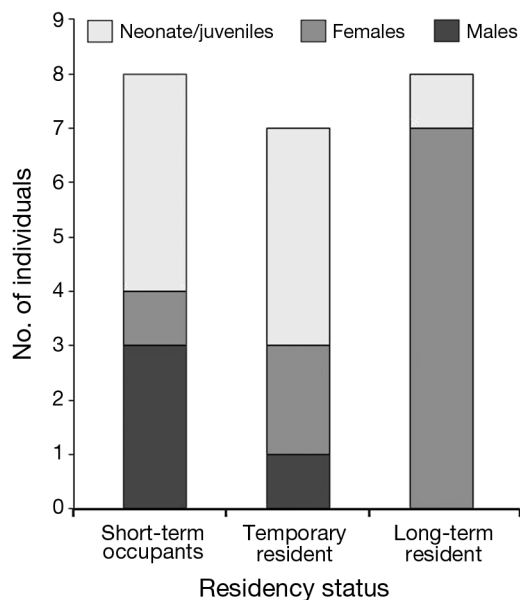 9
Neonate/juveniles Females Males
8
7
6
5
4
3
2
1
0
No. of individuals
Short-term
occupants
Temporary
resident
Long-term
resident
Residency status